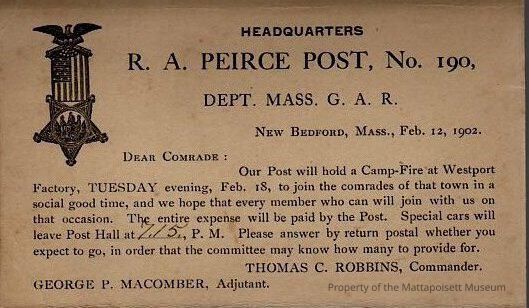 HEADQUARTERS
R. A. PEIRCE POST, No. 190,
DEPT. MASS. G. A. R.
New Bedford, Mass., Feb. 12, 1902.
Dear Comrade :
Our Post will hold a Camp-Fire at Westport
Factory, TUESDAY evening, Feb. 18, to join the comrades of that town in a
social good time, and we hope that every member who can will join with us on
that occasion. The entire expense will be paid by the Post. Special cars will
leave Post Hall at 7.15, P. M. Please answer by return postal whether you
expect to go, in order that the committee may know how many to provide for.
THOMAS C. ROBBINS, Commander.
GEORGE P. MACOMBER, Adjutant.
Property of the Mattapoisett Museum